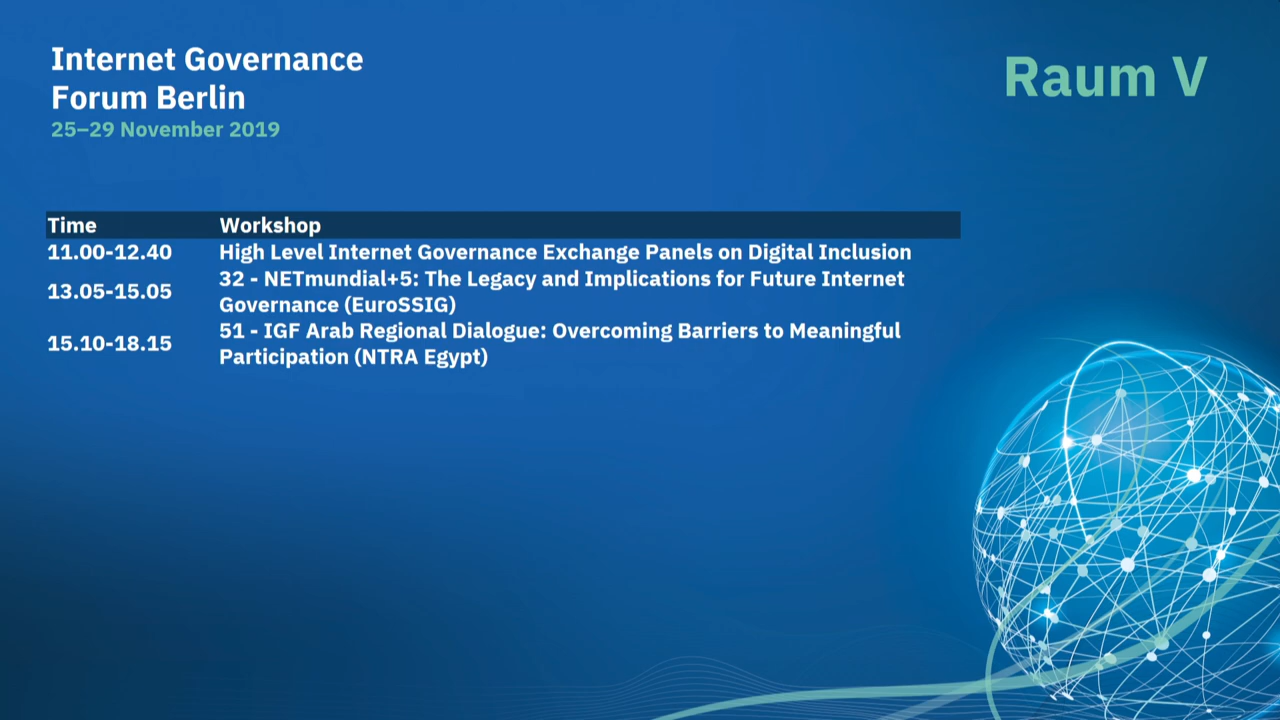 Internet Governance
Forum Berlin
25–29 November 2019
Raum V
Time Workshop
11.00-12.40 High Level Internet Governance Exchange Panels on Digital Inclusion
13.05-15.05 32 - NETmundial+5: The Legacy and Implications for Future Internet
Governance (EuroSSIG)
15.10-18.15 51 - IGF Arab Regional Dialogue: Overcoming Barriers to Meaningful
Participation (NTRA Egypt)